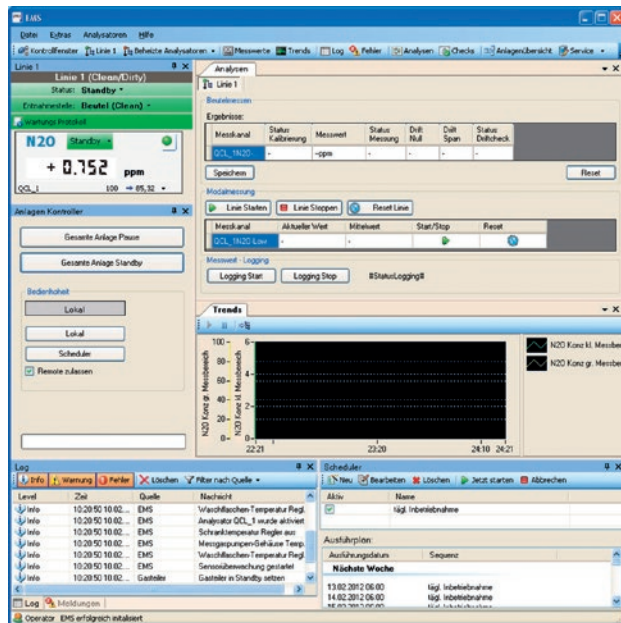 EMS
Datei Extras Analysatoren Hilfe
Kontrollfenster Linie 1 Beheizte Analysatoren Messwerte Trends Log Fehler Analysen Checks Anlagenübersicht Service
Linie 1
Linie 1 (Clean/Dirty)
Status: Standby
Entnahmestelle: Beutel (Clean)
Wartungs Protokoll
N2O Standby
+ 0.752 ppm
QCL_1 100 → 85,32
Anlagen Kontroller
Gesamte Anlage Pause
Gesamte Anlage Standby
Bedienhoheit
Lokal
Lokal
Scheduler
Remote zulassen
Analysen
Linie 1
Beutelmessen
Ergebnisse:
Messkanal Status Kalibrierung Messwert Status Messung Drift Null Drift Span Status Driftcheck
QCL_1N2O - --ppm - - - -
Speichern Reset
Modalmessung
Linie Starten Linie Stoppen Reset Linie
Messkanal Aktueller Wert Mittelwert Start/Stop Reset
QCL_1N2O-Low - -
Messwert - Logging
Logging Start Logging Stop #StatusLogging#
Trends
N2O Konz gr. Messbereich
100
80
60
40
20
0
N2O Konz kl. Messbereich
6
4
2
0
22:21 23:20 24:10 24:21
N2O Konz kl. Messber
N2O Konz gr. Messber
Log
Info Warnung Fehler Löschen Filter nach Quelle
Level Zeit Quelle Nachricht
Info 10:20:50 10.02.... EMS Waschflaschen-Temperatur Regl.
Info 10:20:50 10.02.... EMS Analysator QCL_1 wurde aktiviert
Info 10:20:50 10.02.... EMS Schranktemperatur Regler aus
Info 10:20:50 10.02.... EMS Messgaspumpen-Gehäuse Temp.
Info 10:20:50 10.02.... EMS Waschflaschen-Temperatur Regl.
Info 10:20:50 10.02.... EMS Sensorüberwachung gestartet
Info 10:20:50 10.02.... Gasteiler Gasteiler in Standby setzen
Log Meldungen
Scheduler
Neu Bearbeiten Löschen Jetzt starten Abbrechen
Aktiv Name
tägl. Inbetriebnahme
Ausführplan:
Ausführungsdatum Sequenz
Nächste Woche
13.02.2012 06:00 tägl. Inbetriebnahme
14.02.2012 06:00 tägl. Inbetriebnahme
Operator EMS erfolgreich initialisiert